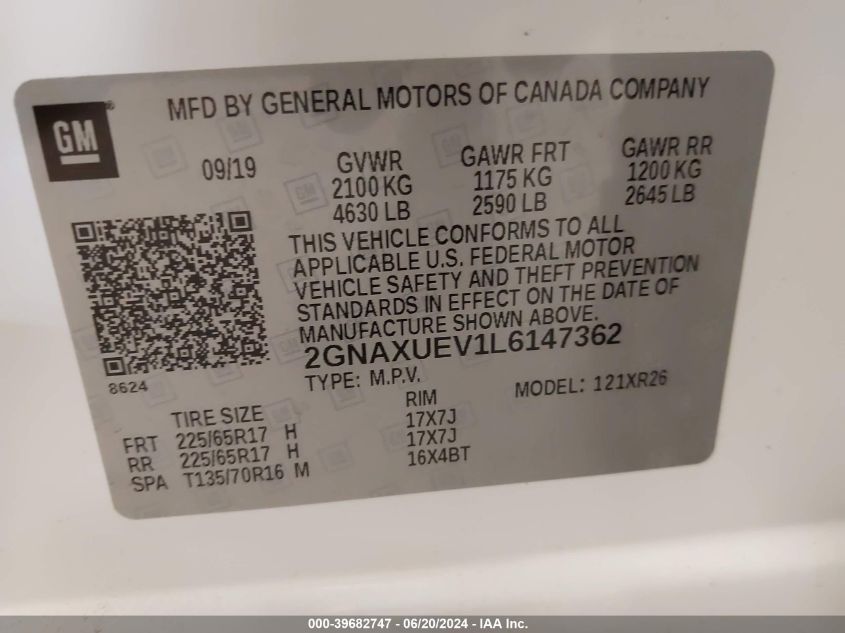 MFD BY GENERAL MOTORS OF CANADA COMPANY
GM®
09/19
GVWR GAWR FRT GAWR RR
2100 KG 1175 KG 1200 KG
4630 LB 2590 LB 2645 LB
THIS VEHICLE CONFORMS TO ALL
APPLICABLE U.S. FEDERAL MOTOR
VEHICLE SAFETY AND THEFT PREVENTION
STANDARDS IN EFFECT ON THE DATE OF
MANUFACTURE SHOWN ABOVE.
2GNAXUEV1L6147362
8624
TYPE: M.P.V. MODEL: 121XR26
TIRE SIZE RIM
FRT 225/65R17 H 17X7J
RR 225/65R17 H 17X7J
SPA T135/70R16 M 16X4BT
000-39682747 - 06/20/2024 - IAA Inc.